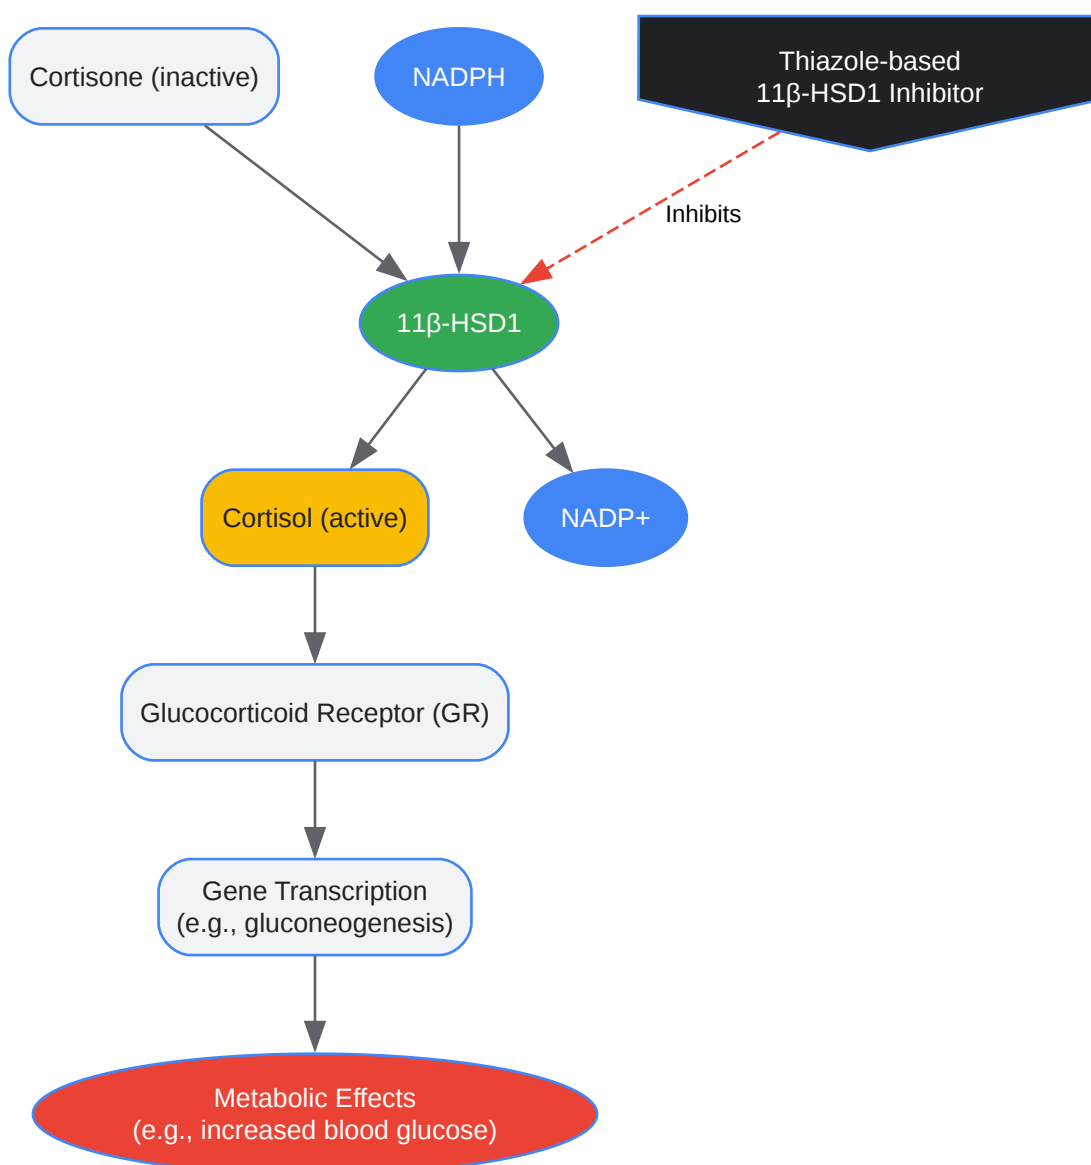 Cortisone (inactive)
NADPH
Thiazole-based
11β-HSD1 Inhibitor
Inhibits
11β-HSD1
Cortisol (active)
NADP+
Glucocorticoid Receptor (GR)
Gene Transcription
(e.g., gluconeogenesis)
Metabolic Effects
(e.g., increased blood glucose)